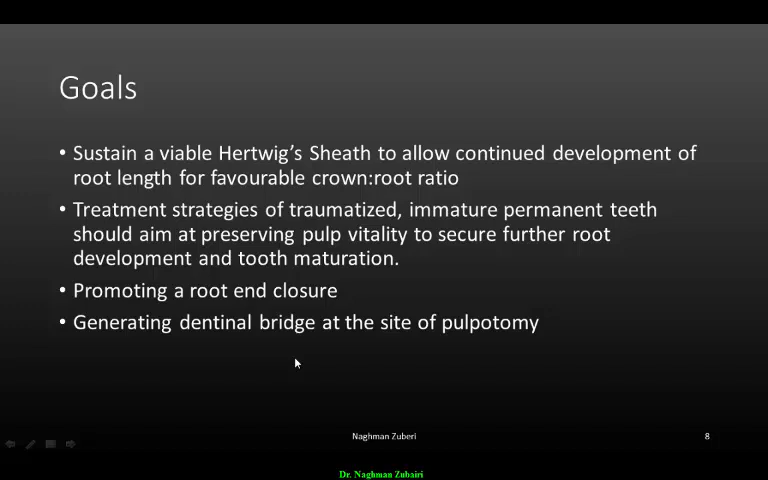 Goals
• Sustain a viable Hertwig's Sheath to allow continued development of
root length for favourable crown:root ratio
• Treatment strategies of traumatized, immature permanent teeth
should aim at preserving pulp vitality to secure further root
development and tooth maturation.
• Promoting a root end closure
• Generating dentinal bridge at the site of pulpotomy
Naghman Zuberi
8
Dr. Naghman Zubairi